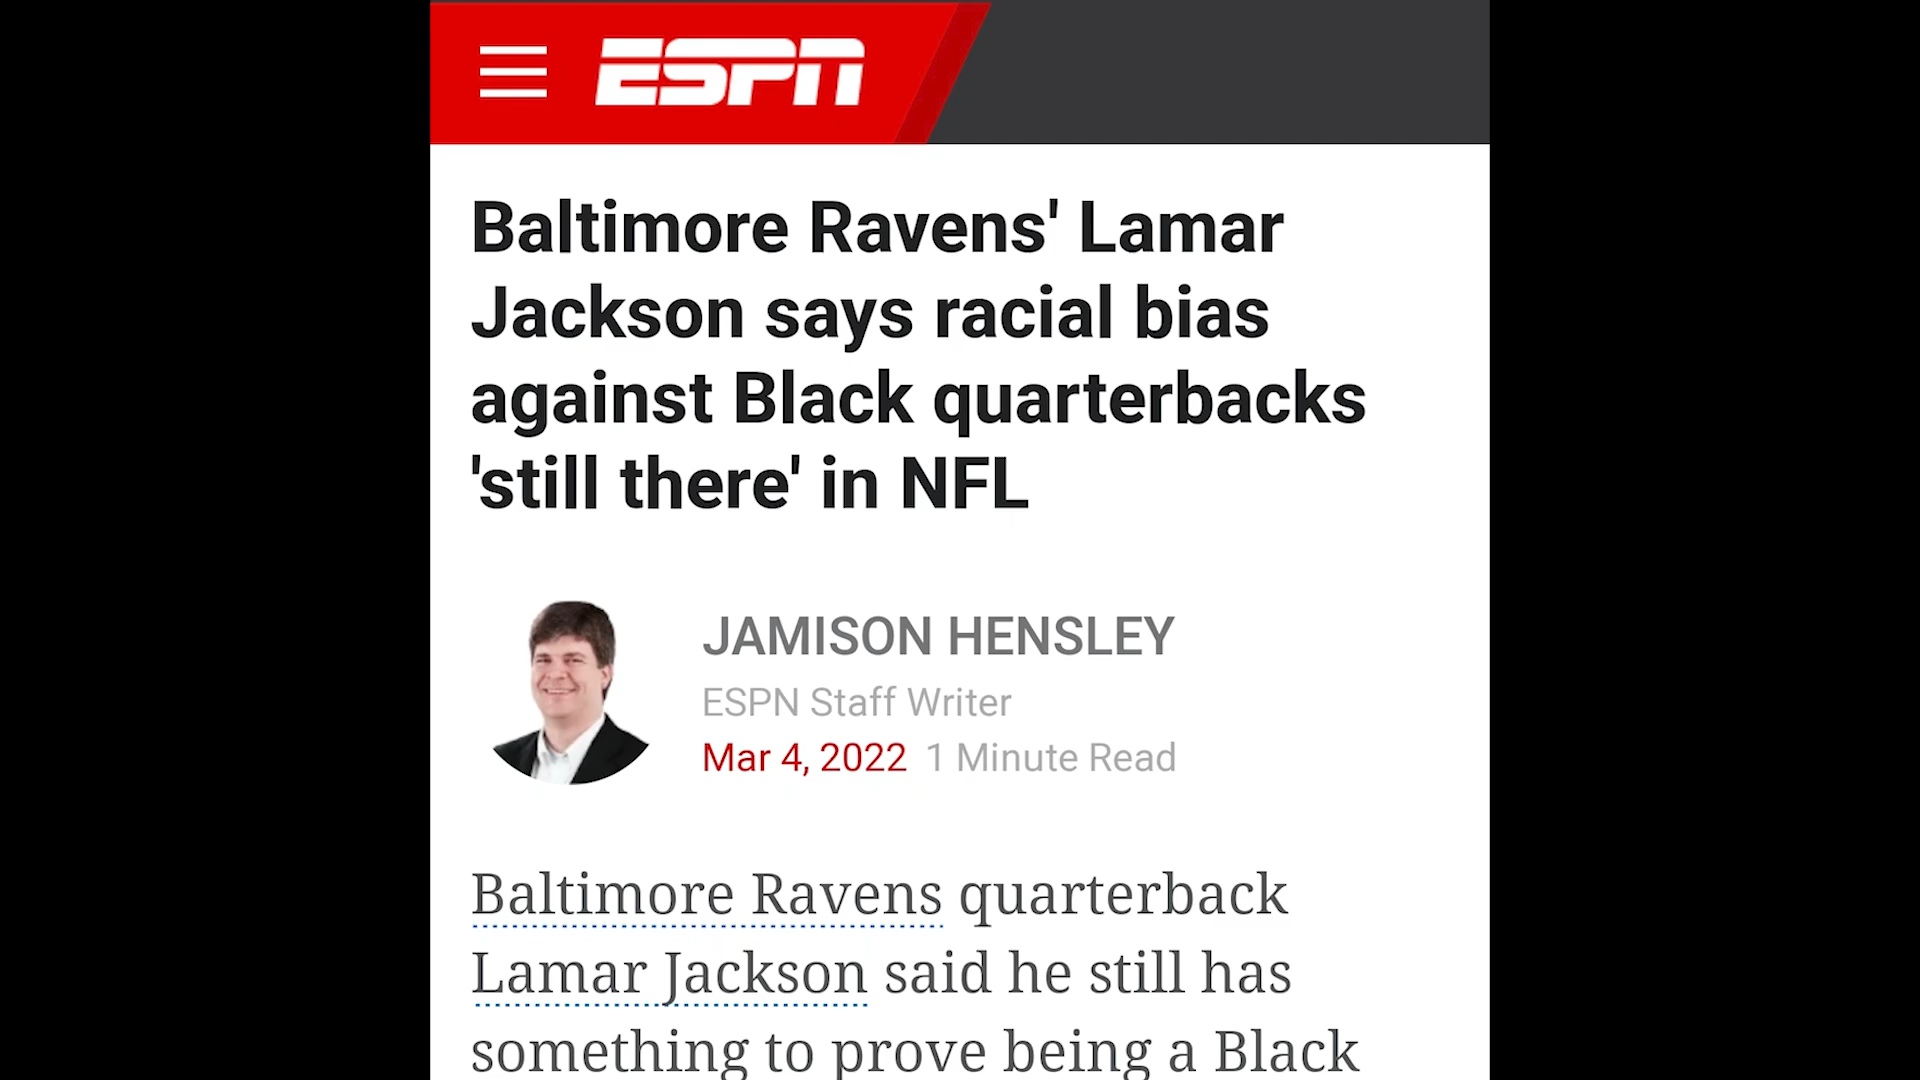 ESPN
Baltimore Ravens' Lamar
Jackson says racial bias
against Black quarterbacks
'still there' in NFL
JAMISON HENSLEY
ESPN Staff Writer
Mar 4, 2022 1 Minute Read
Baltimore Ravens quarterback
Lamar Jackson said he still has
something to prove being a Black